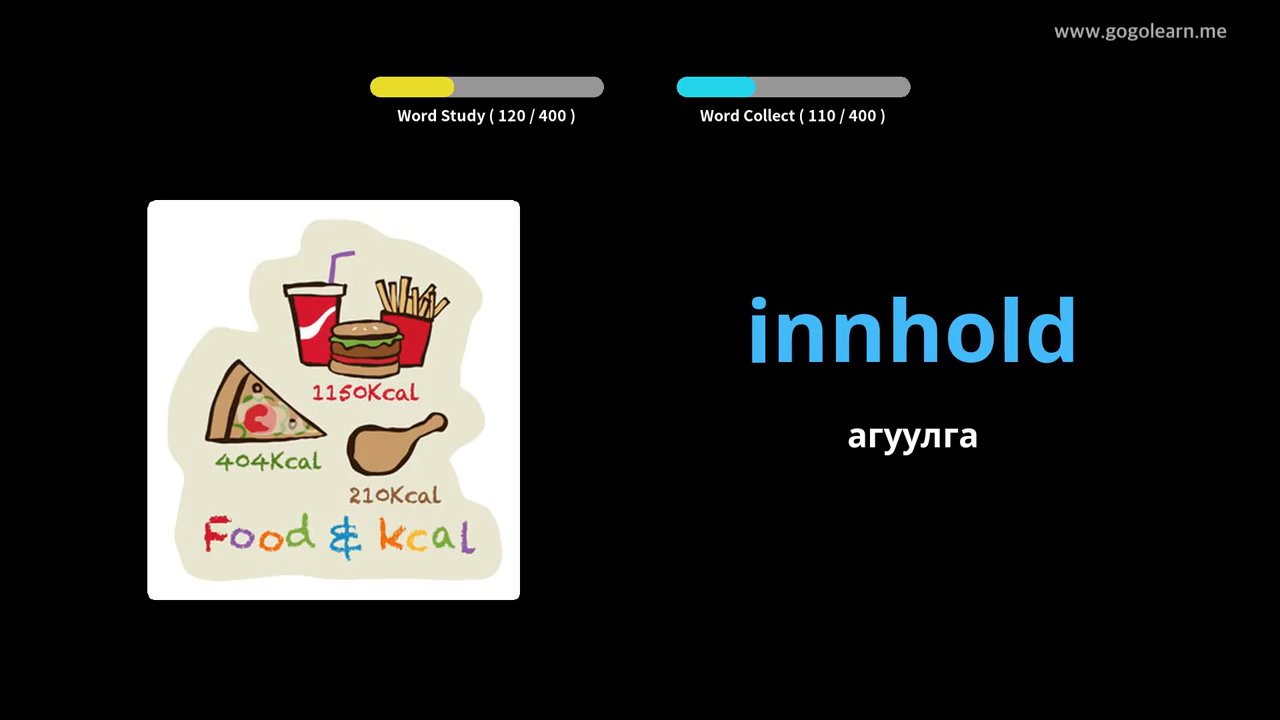 www.gogolearn.me
Word Study ( 120 / 400 )
Word Collect ( 110 / 400 )
1150Kcal
404Kcal
210Kcal
Food & kcal
innhold
агуулга